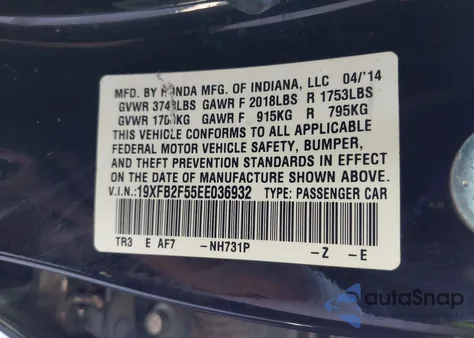 MFD. BY HONDA MFG. OF INDIANA, LLC 04/'14
GVWR 3748LBS GAWR F 2018LBS R 1753LBS
GVWR 1700KG GAWR F 915KG R 795KG
THIS VEHICLE CONFORMS TO ALL APPLICABLE
FEDERAL MOTOR VEHICLE SAFETY, BUMPER,
AND THEFT PREVENTION STANDARDS IN EFFECT
ON THE DATE OF MANUFACTURE SHOWN ABOVE.
V.I.N.: 19XFB2F55EE036932 TYPE: PASSENGER CAR
TR3 E AF7 -NH731P -Z -E
autoSnap